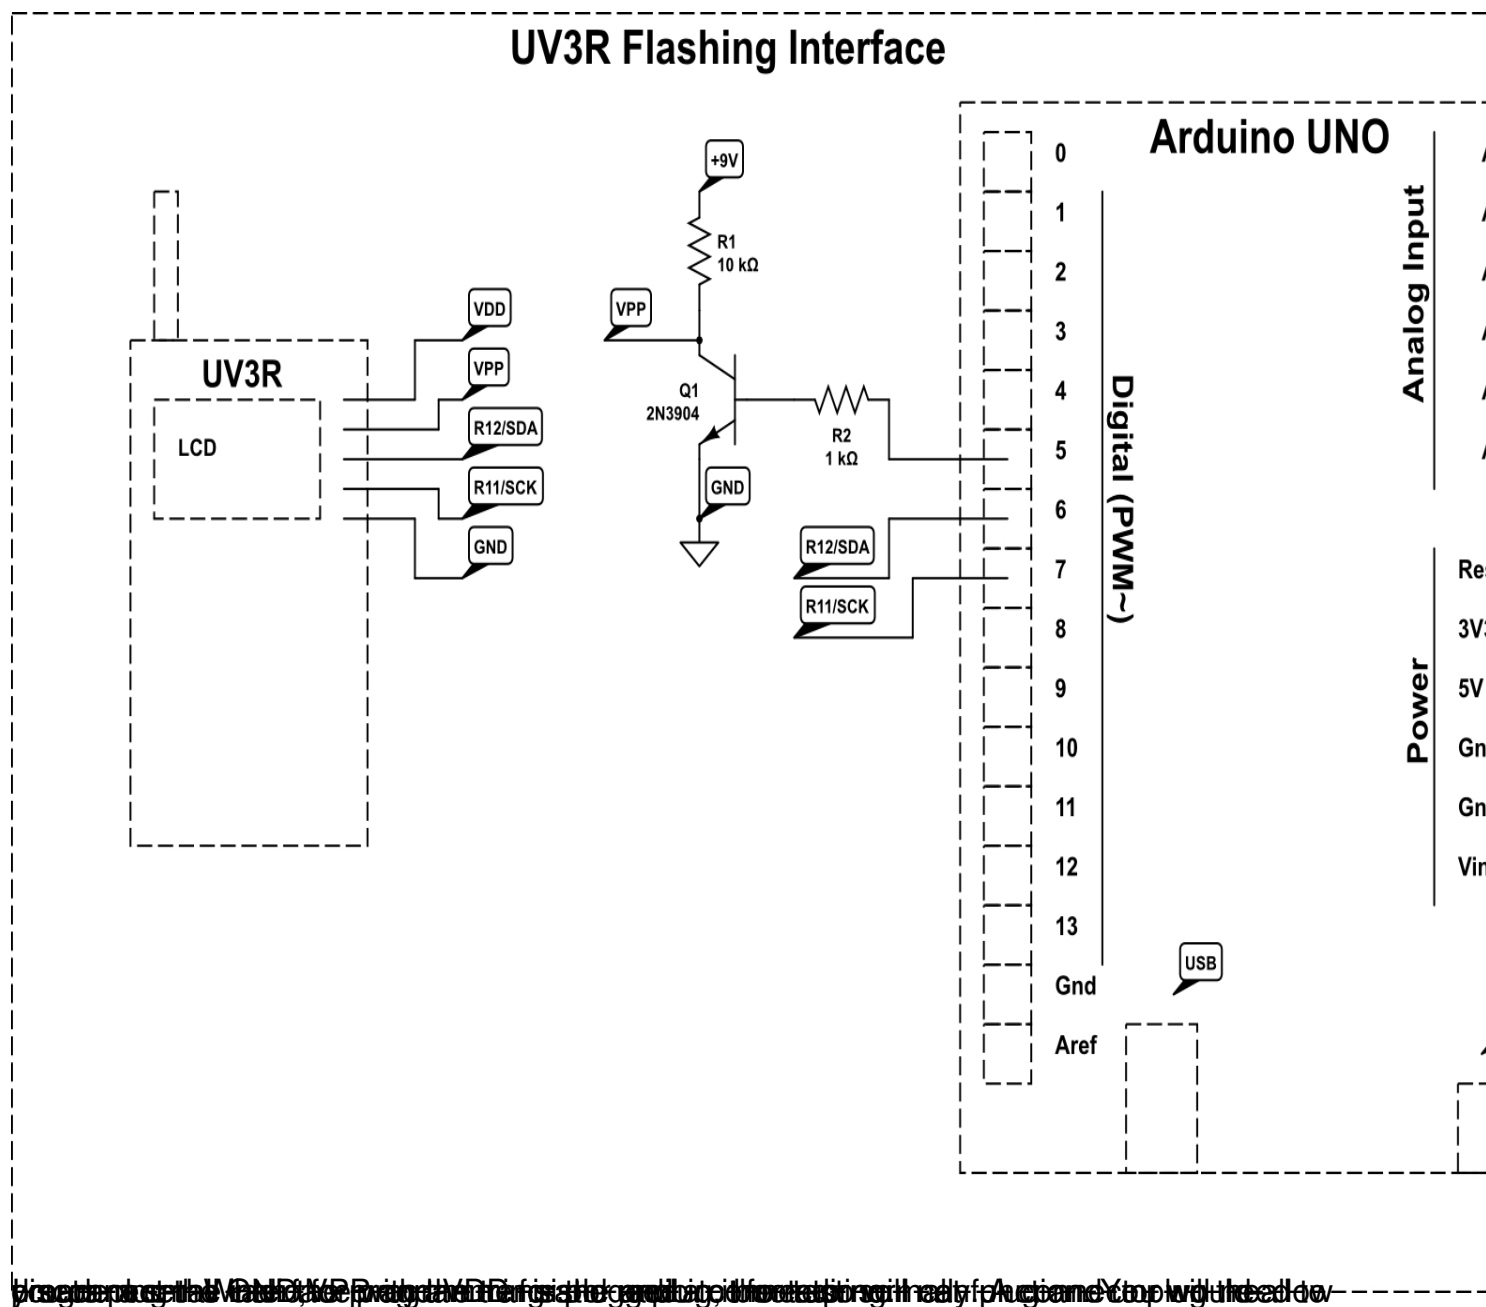 UV3R Flashing Interface
Arduino UNO
+9V
R1
10 kΩ
VDD
VPP
VPP
R12/SDA
R11/SCK
GND
UV3R
LCD
Q1
2N3904
R2
1 kΩ
GND
R12/SDA
R11/SCK
0
1
2
3
4
5
6
7
8
9
10
11
12
13
Gnd
Aref
Digital (PWM~)
Analog Input
Power
5V
USB